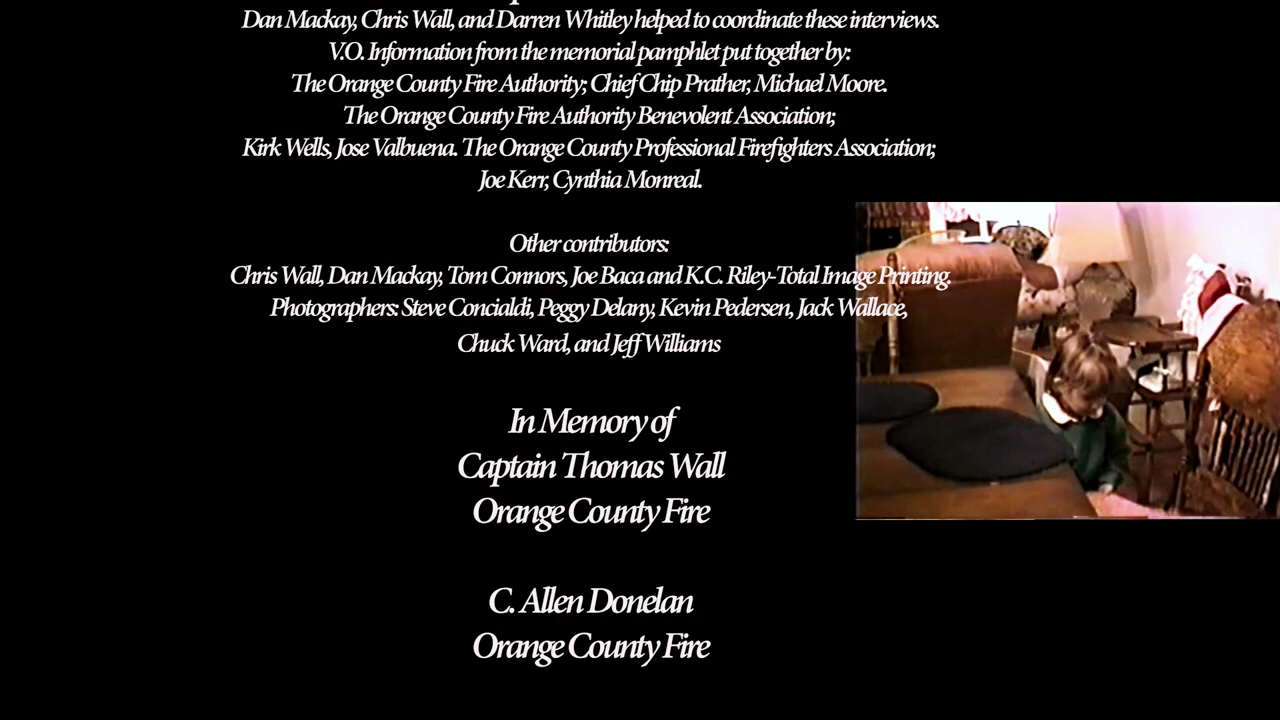 Dan Mackay, Chris Wall, and Darren Whitley helped to coordinate these interviews.
V.O. Information from the memorial pamphlet put together by:
The Orange County Fire Authority; Chief Chip Prather, Michael Moore.
The Orange County Fire Authority Benevolent Association;
Kirk Wells, Jose Valbuena. The Orange County Professional Firefighters Association;
Joe Kerr, Cynthia Monreal.
Other contributors:
Chris Wall, Dan Mackay, Tom Connors, Joe Baca and K.C. Riley-Total Image Printing.
Photographers: Steve Concialdi, Peggy Delany, Kevin Pedersen, Jack Wallace,
Chuck Ward, and Jeff Williams
In Memory of
Captain Thomas Wall
Orange County Fire
C. Allen Donelan
Orange County Fire